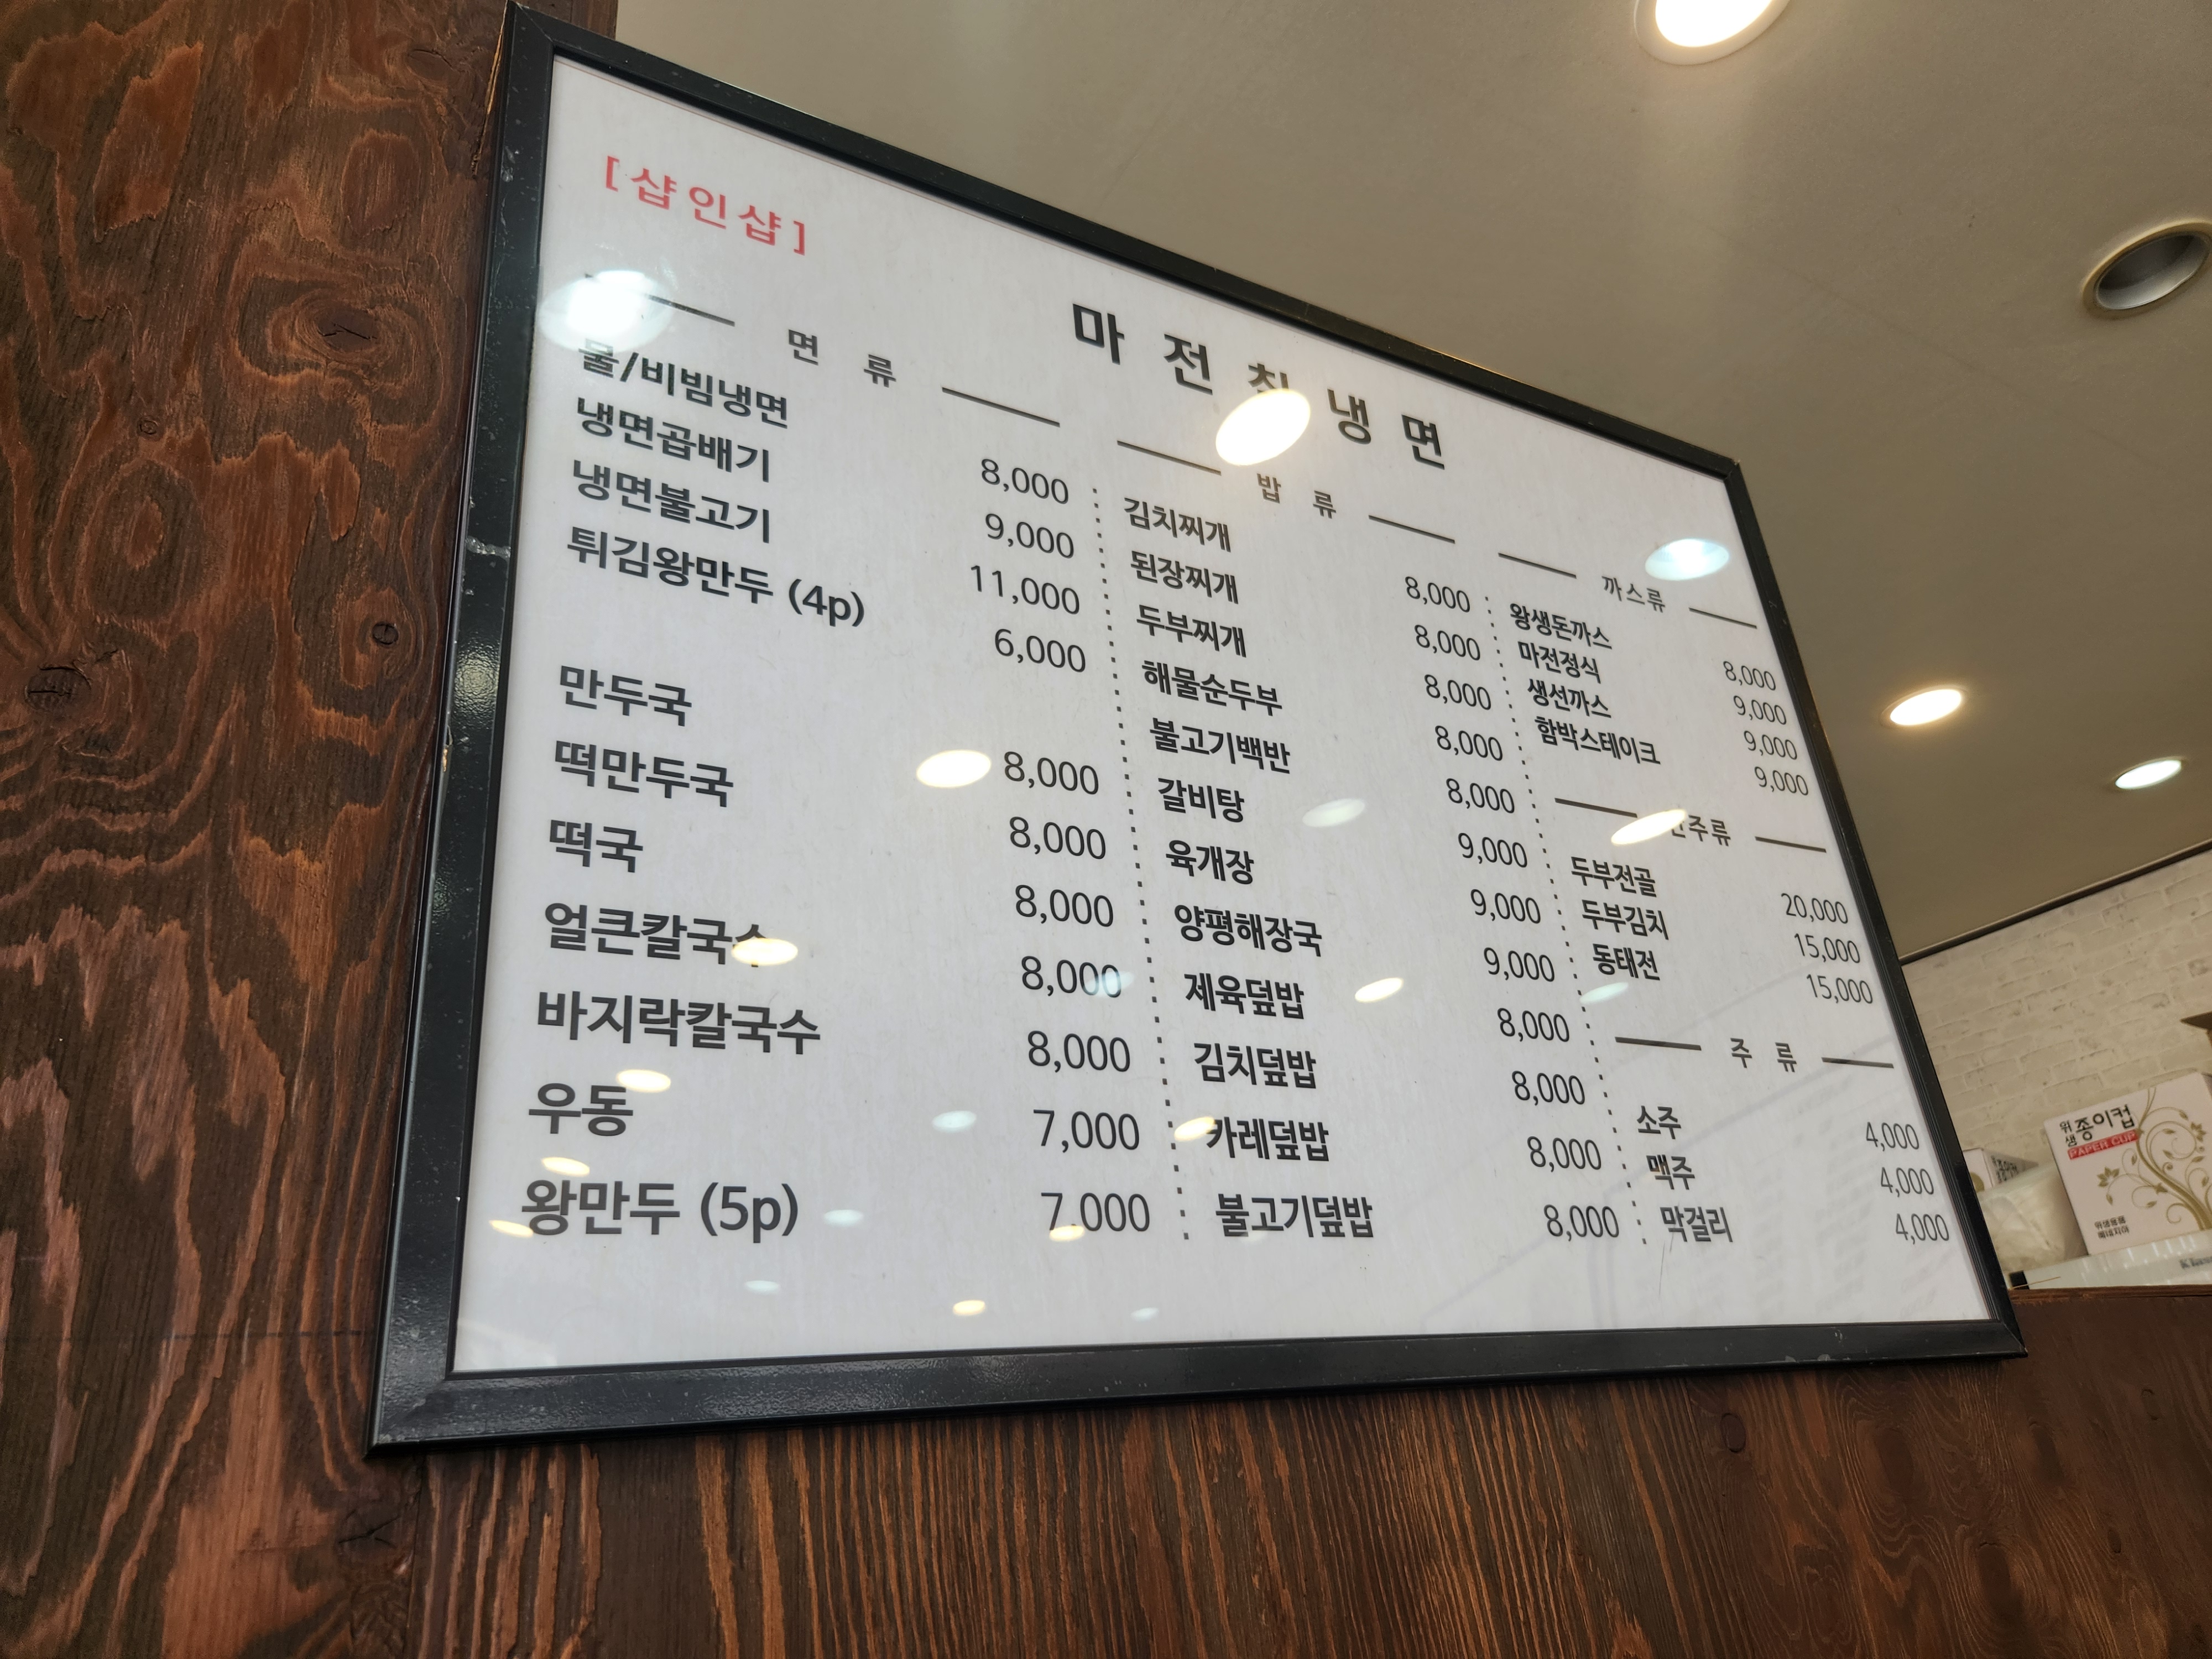 [샵인샵]
마전칡냉면
면 류
물/비빔냉면 8,000
냉면곱배기 9,000
냉면불고기 11,000
튀김왕만두 (4p) 6,000
만두국 8,000
떡만두국 8,000
떡국 8,000
얼큰칼국수 8,000
바지락칼국수 8,000
우동 7,000
왕만두 (5p) 7,000
밥 류
김치찌개 8,000
된장찌개 8,000
두부찌개 8,000
해물순두부 8,000
불고기백반 8,000
갈비탕 9,000
육개장 9,000
양평해장국 9,000
제육덮밥 8,000
김치덮밥 8,000
카레덮밥 8,000
불고기덮밥 8,000
까스류
왕생돈까스 8,000
마전정식 9,000
생선까스 9,000
함박스테이크 9,000
안주류
두부전골 20,000
두부김치 15,000
동태전 15,000
주 류
소주 4,000
맥주 4,000
막걸리 4,000
위생 종이컵
PAPER CUP